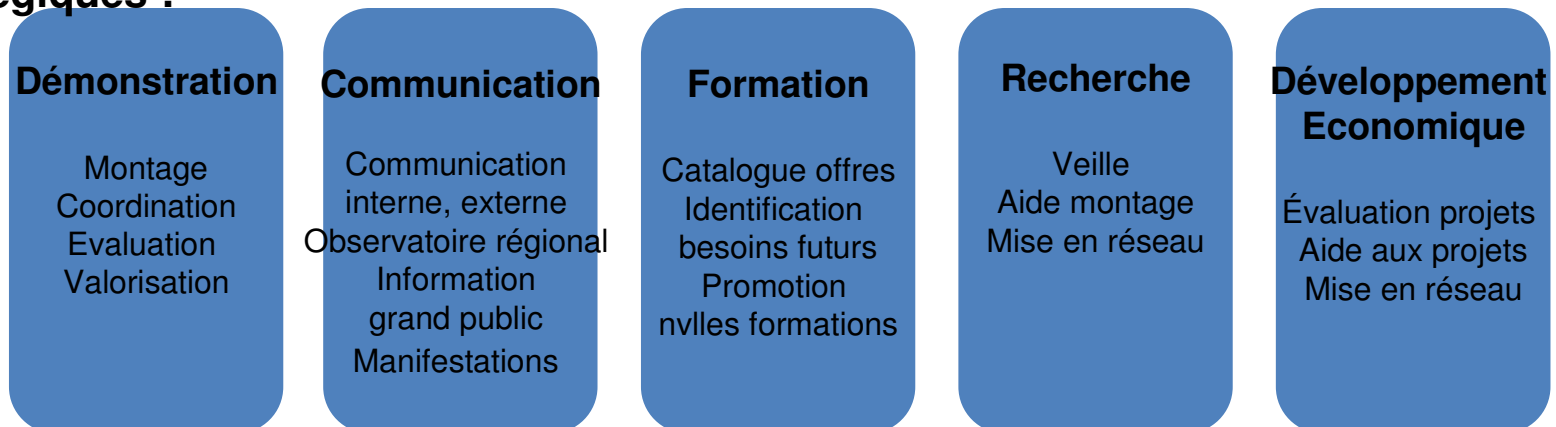 égiques :
Démonstration
Montage
Coordination
Evaluation
Valorisation
Communication
Communication
interne, externe
Observatoire régional
Information
grand public
Manifestations
Formation
Catalogue offres
Identification
besoins futurs
Promotion
nvlles formations
Recherche
Veille
Aide montage
Mise en réseau
Développement
Economique
Évaluation projets
Aide aux projets
Mise en réseau